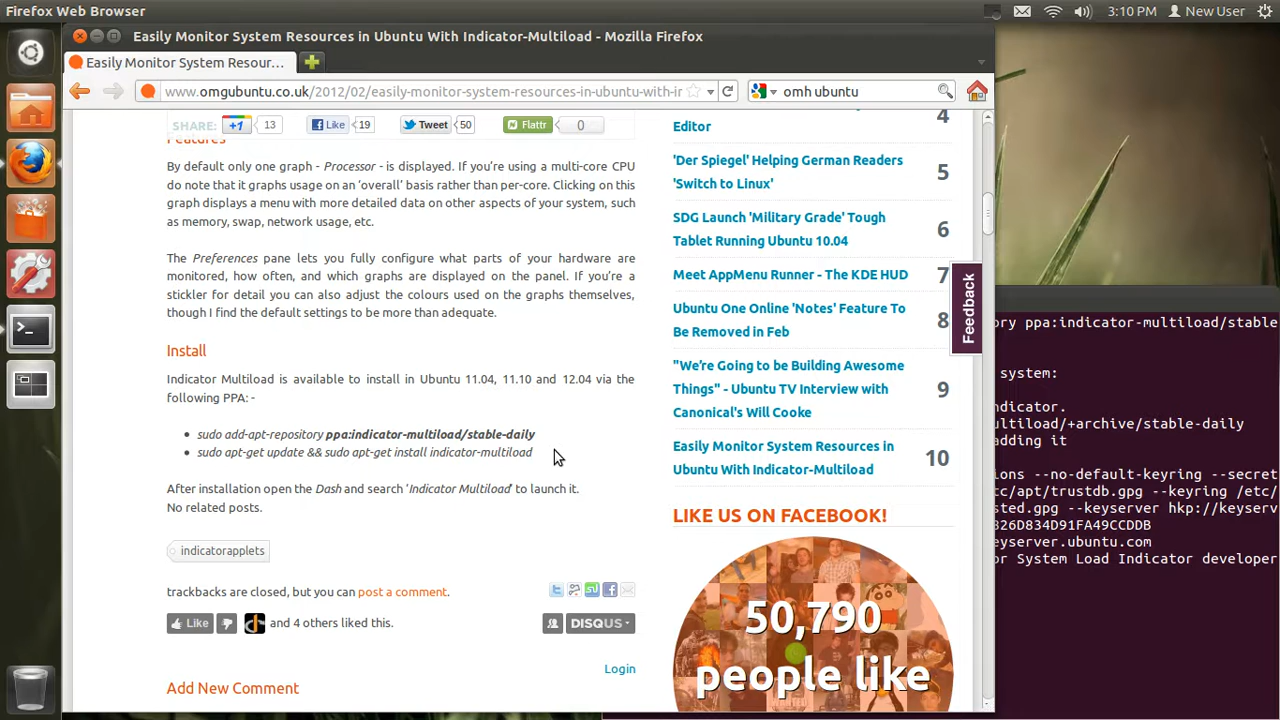 Firefox Web Browser
3:10 PM
New User
Easily Monitor System Resources in Ubuntu With Indicator-Multiload - Mozilla Firefox
Easily Monitor System Resour...
www.omgubuntu.co.uk/2012/02/easily-monitor-system-resources-in-ubuntu-with-ir
omh ubuntu
SHARE:
+1
13
Like
19
Tweet
50
Flattr
0
Features
By default only one graph - Processor - is displayed. If you're using a multi-core CPU
do note that it graphs usage on an 'overall' basis rather than per-core. Clicking on this
graph displays a menu with more detailed data on other aspects of your system, such
as memory, swap, network usage, etc.
The Preferences pane lets you fully configure what parts of your hardware are
monitored, how often, and which graphs are displayed on the panel. If you're a
stickler for detail you can also adjust the colours used on the graphs themselves,
though I find the default settings to be more than adequate.
Install
Indicator Multiload is available to install in Ubuntu 11.04, 11.10 and 12.04 via the
following PPA: -
• sudo add-apt-repository ppa:indicator-multiload/stable-daily
• sudo apt-get update && sudo apt-get install indicator-multiload
After installation open the Dash and search 'Indicator Multiload' to launch it.
No related posts.
indicatorapplets
trackbacks are closed, but you can post a comment.
Like
and 4 others liked this.
DISQUS
Login
Add New Comment
4
Editor
'Der Spiegel' Helping German Readers
'Switch to Linux'
5
SDG Launch 'Military Grade' Tough
Tablet Running Ubuntu 10.04
6
Meet AppMenu Runner - The KDE HUD
7
Ubuntu One Online 'Notes' Feature To
Be Removed in Feb
8
"We're Going to be Building Awesome
Things" - Ubuntu TV Interview with
Canonical's Will Cooke
9
Easily Monitor System Resources in
Ubuntu With Indicator-Multiload
10
LIKE US ON FACEBOOK!
50,790
people like
Feedback
ory ppa:indicator-multiload/stable
system:
ndicator.
ultiload/+archive/stable-daily
adding it
ions --no-default-keyring --secret
tc/apt/trustdb.gpg --keyring /etc/
sted.gpg --keyserver hkp://keyserv
826D834D91FA49CCDDB
eyserver.ubuntu.com
or System Load Indicator developer